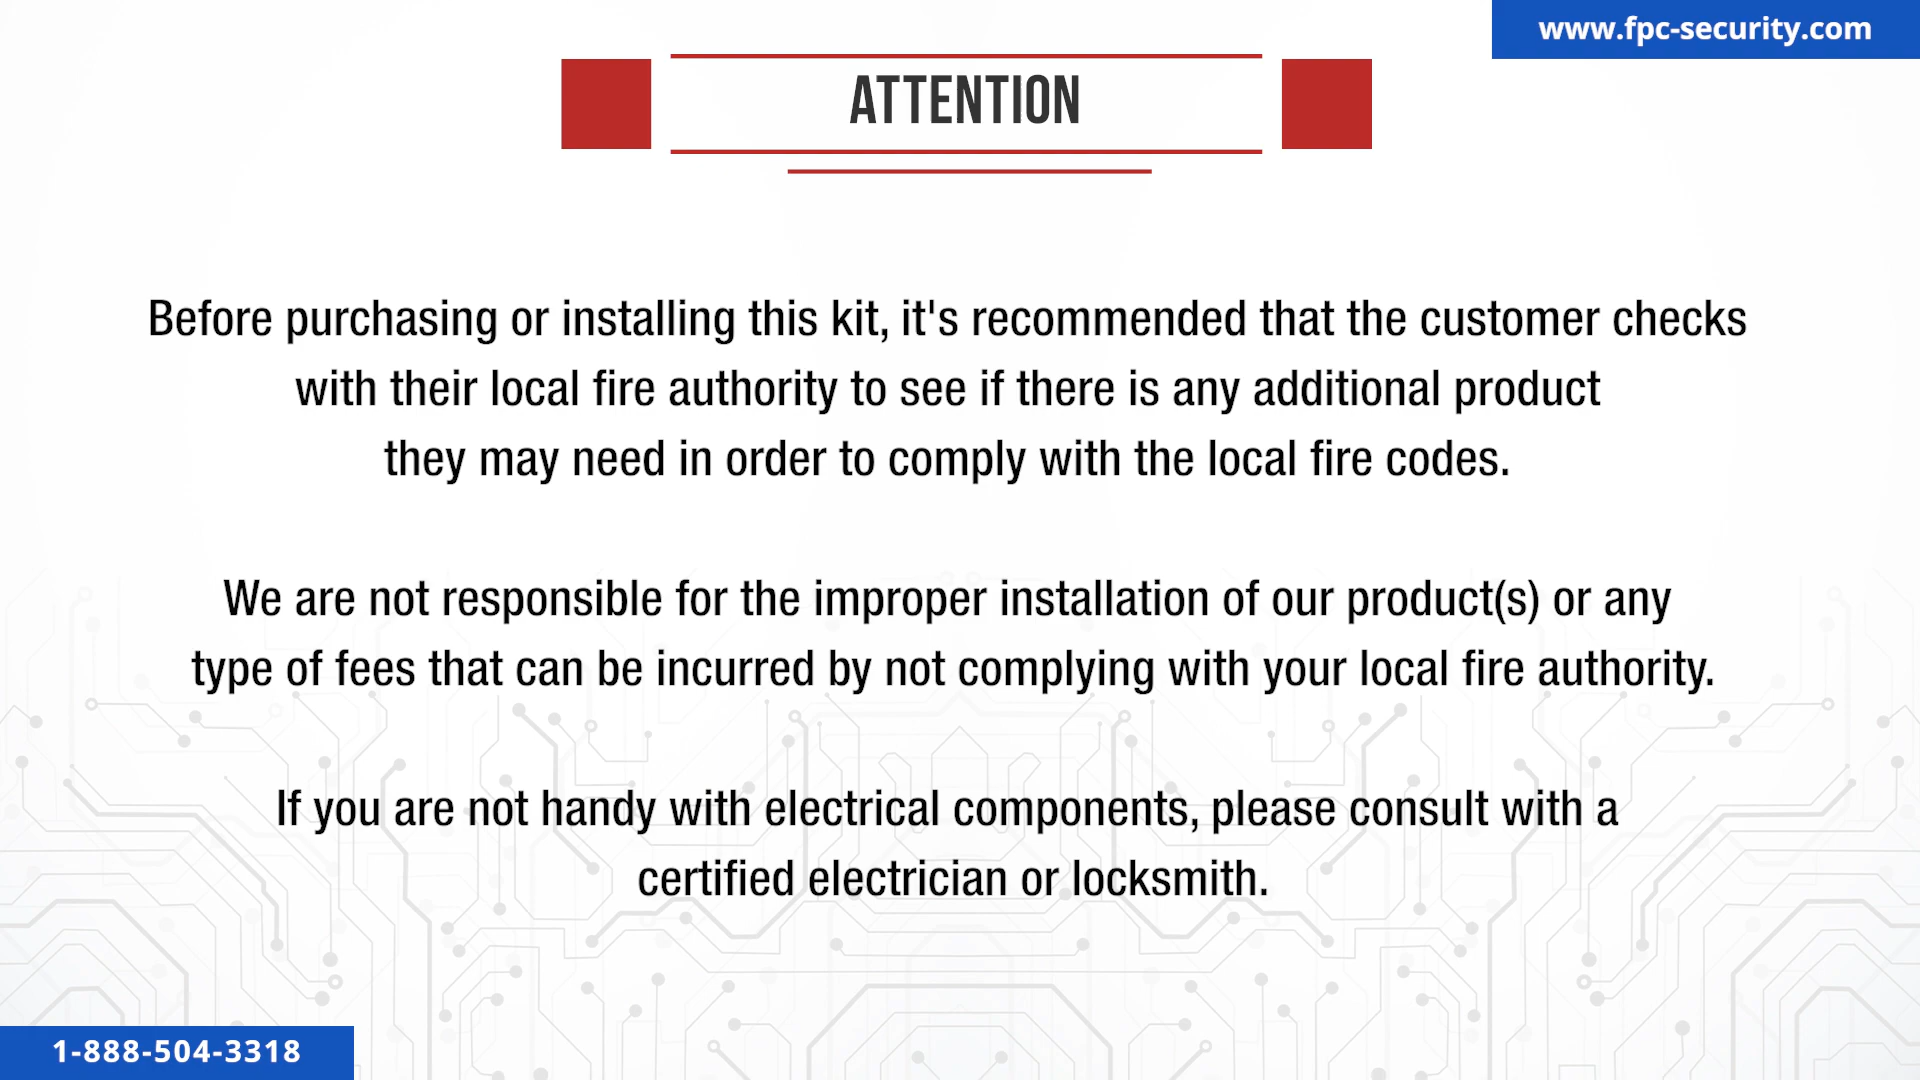 www.fpc-security.com
ATTENTION
Before purchasing or installing this kit, it's recommended that the customer checks
with their local fire authority to see if there is any additional product
they may need in order to comply with the local fire codes.
We are not responsible for the improper installation of our product(s) or any
type of fees that can be incurred by not complying with your local fire authority.
If you are not handy with electrical components, please consult with a
certified electrician or locksmith.
1-888-504-3318